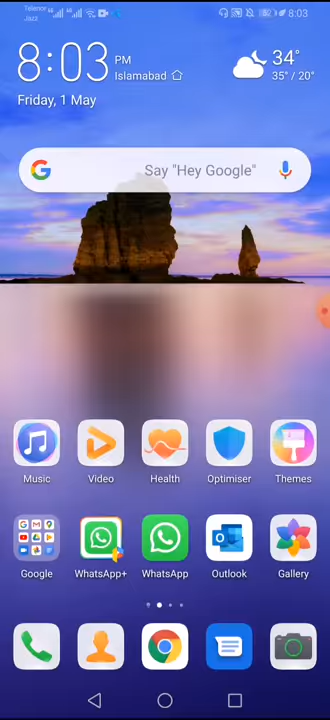 Telenor
Jazz
8:03
8:03
PM
Islamabad
34°
35° / 20°
Friday, 1 May
Say "Hey Google"
Music
Video
Health
Optimiser
Themes
Google
WhatsApp+
WhatsApp
Outlook
Gallery